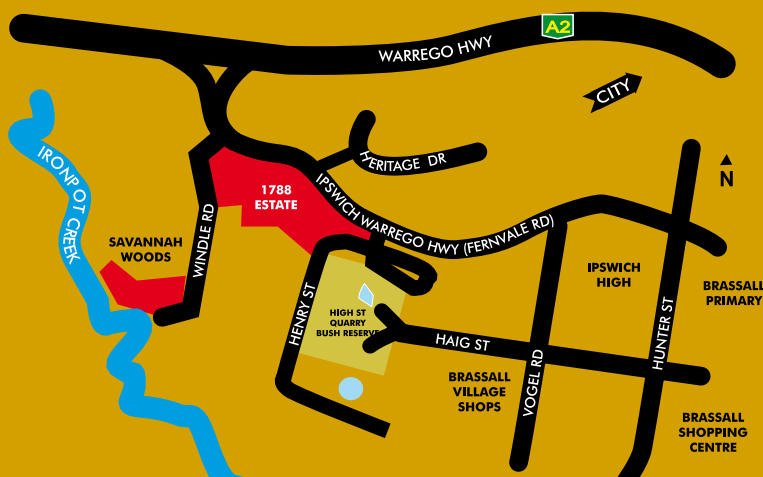 A2
WARREGO HWY
CITY
IRONPOT CREEK
HERITAGE DR
N
1788
ESTATE
IPSWICH WARREGO HWY (FERNVALE RD)
WINDLE RD
SAVANNAH
WOODS
IPSWICH
HIGH
BRASSALL
PRIMARY
HENRY ST
HIGH ST
QUARRY
BUSH RESERVE
HAIG ST
HUNTER ST
VOGEL RD
BRASSALL
VILLAGE
SHOPS
BRASSALL
SHOPPING
CENTRE